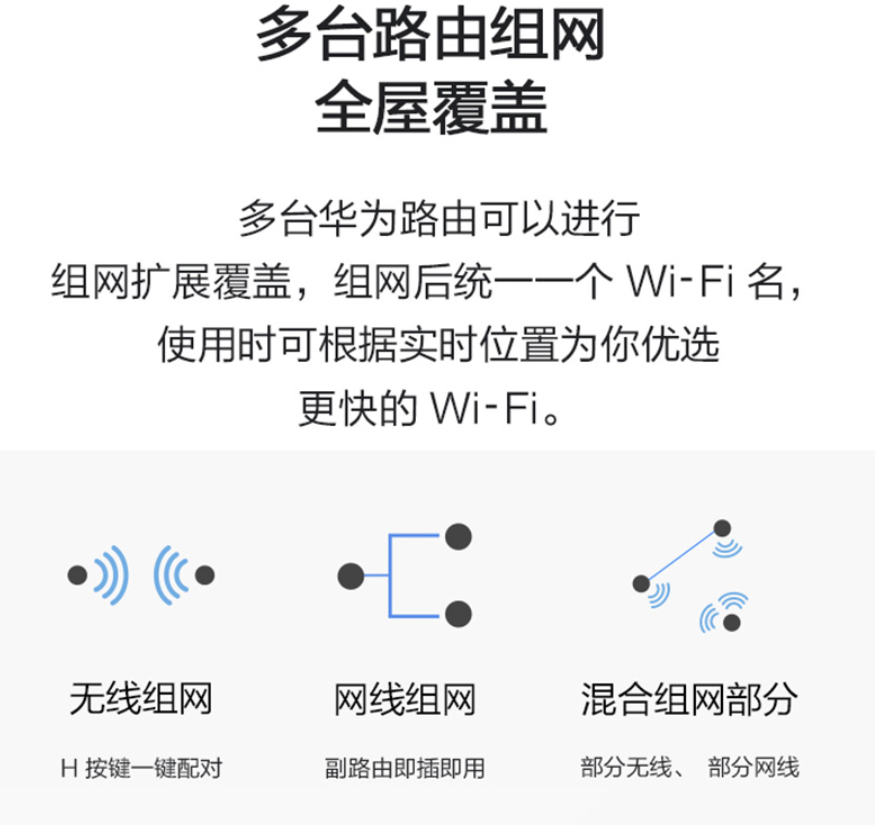 多台路由组网
全屋覆盖
多台华为路由可以进行
组网扩展覆盖，组网后统一一个 Wi-Fi 名，
使用时可根据实时位置为你优选
更快的 Wi-Fi。
无线组网
网线组网
混合组网部分
H 按键一键配对
副路由即插即用
部分无线、 部分网线